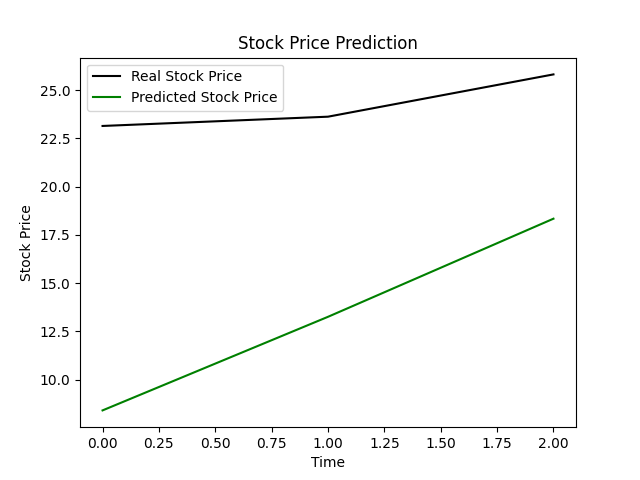 Stock Price Prediction
Real Stock Price
Predicted Stock Price
Stock Price
25.0
22.5
20.0
17.5
15.0
12.5
10.0
0.00 0.25 0.50 0.75 1.00 1.25 1.50 1.75 2.00
Time